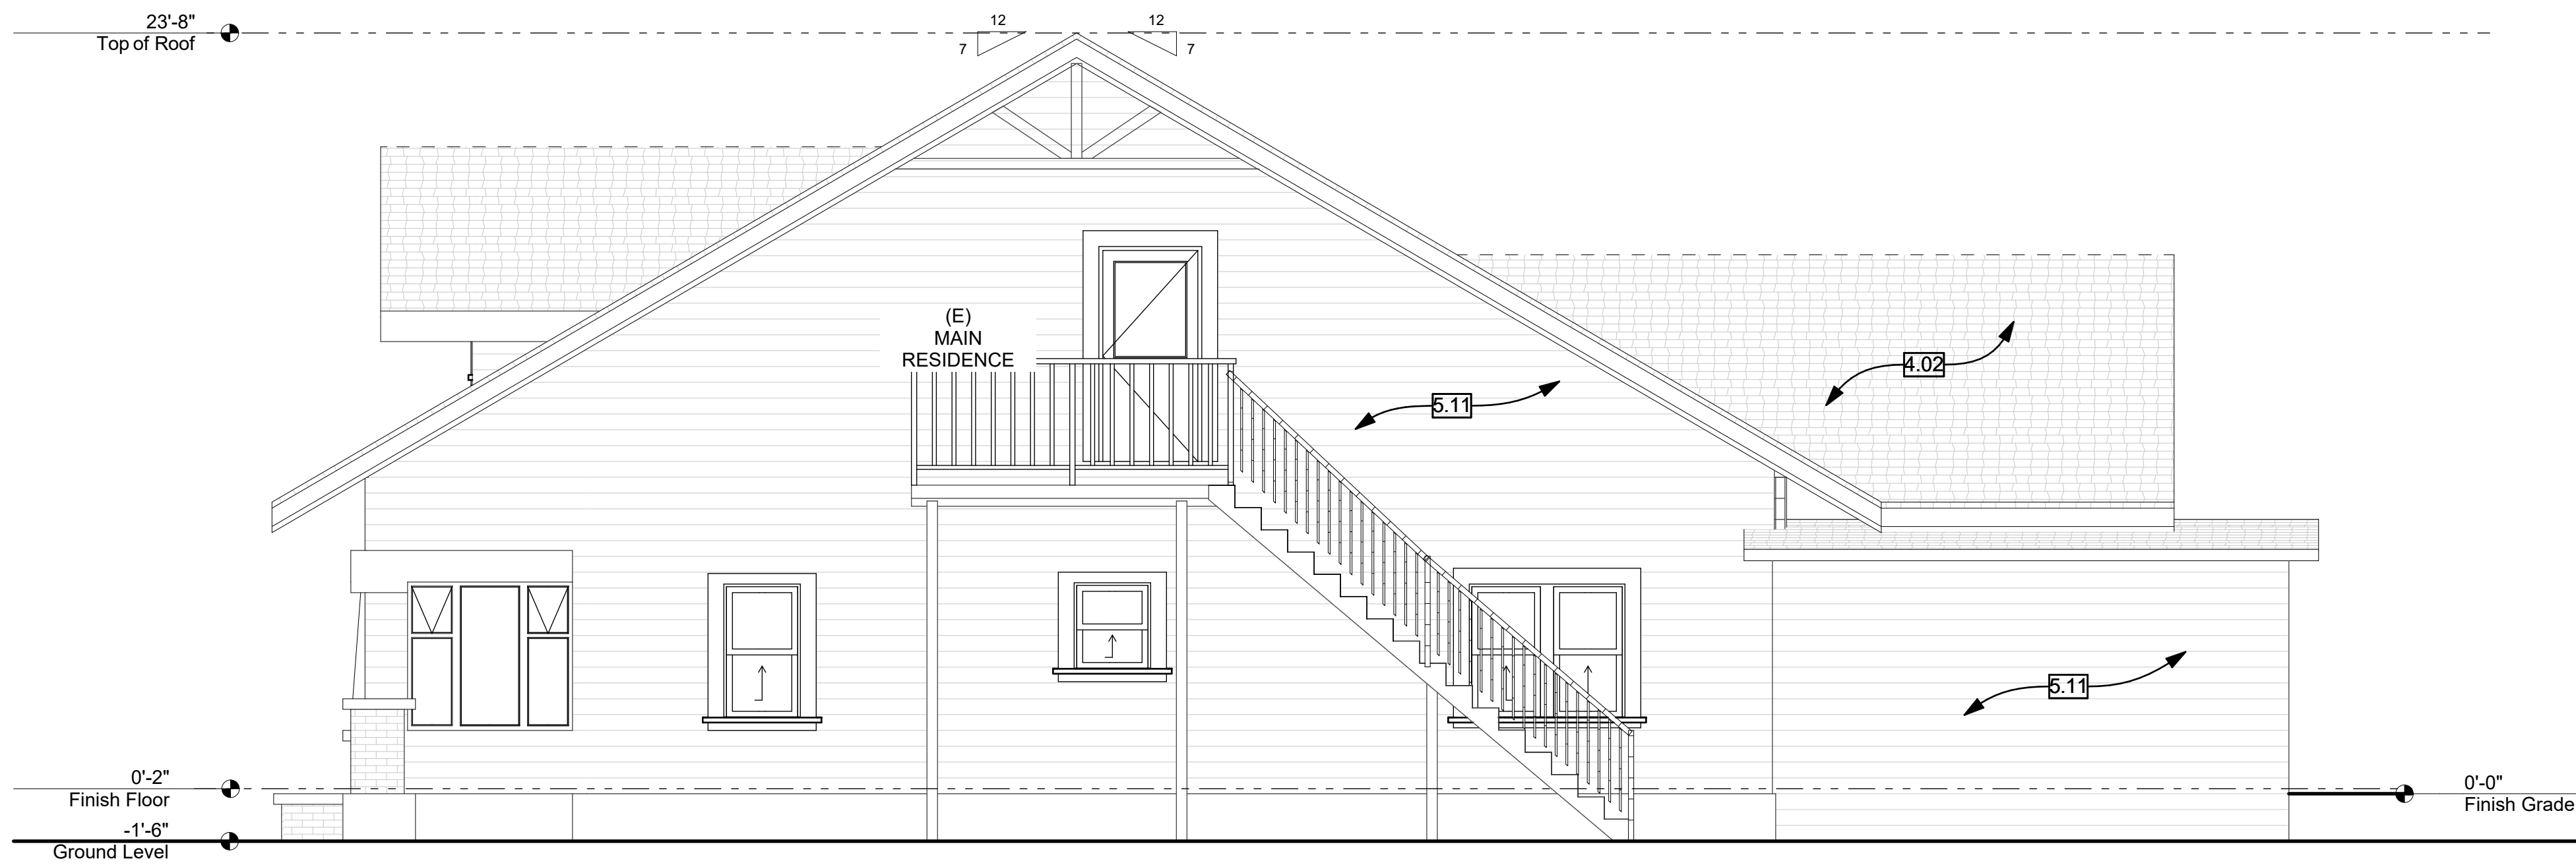 23'-8"
Top of Roof
12
7
12
7
(E)
MAIN
RESIDENCE
4.02
5.11
5.11
0'-2"
Finish Floor
0'-0"
Finish Grade
-1'-6"
Ground Level